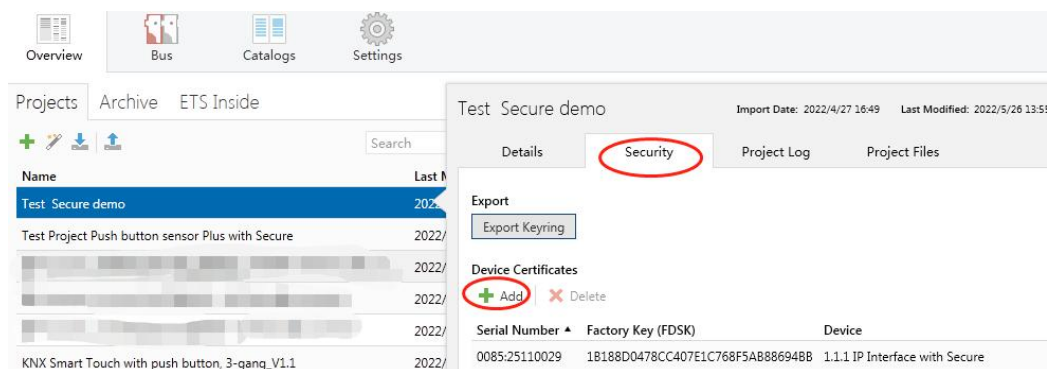 Overview Bus Catalogs Settings
Projects Archive ETS Inside
Search
Name Last M
Test Secure demo 202
Test Project Push button sensor Plus with Secure 2022/
2022/
2022/
2022/
KNX Smart Touch with push button, 3-gang_V1.1 2022/
Test Secure demo Import Date: 2022/4/27 16:49 Last Modified: 2022/5/26 13:55
Details Security Project Log Project Files
Export
Export Keyring
Device Certificates
Add Delete
Serial Number Factory Key (FDSK) Device
0085:25110029 1B188D0478CC407E1C768F5AB88694BB 1.1.1 IP Interface with Secure